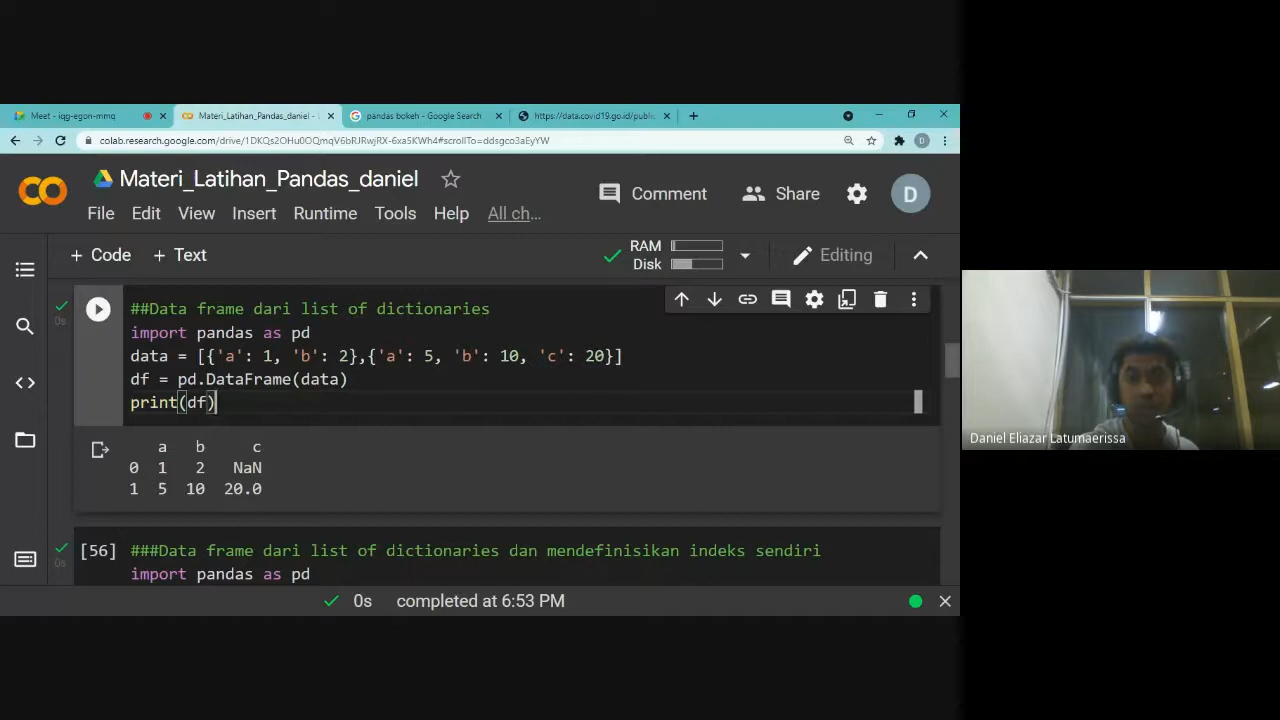 Meet - iqg-egon-mmq
Materi_Latihan_Pandas_daniel -
pandas bokeh - Google Search
https://data.covid19.go.id/public
colab.research.google.com/drive/1DKQs2OHu0OQmqV6bRJRwjRX-6xa5KWh4#scrollTo=ddsgco3aEyYW
D
Materi_Latihan_Pandas_daniel
Comment
Share
D
File Edit View Insert Runtime Tools Help All ch...
+ Code + Text
RAM
Disk
Editing
0s
##Data frame dari list of dictionaries
import pandas as pd
data = [{'a': 1, 'b': 2},{'a': 5, 'b': 10, 'c': 20}]
df = pd.DataFrame(data)
print(df)
a b c
0 1 2 NaN
1 5 10 20.0
Daniel Eliazar Latumaerissa
[56] ###Data frame dari list of dictionaries dan mendefinisikan indeks sendiri
0s
import pandas as pd
0s completed at 6:53 PM